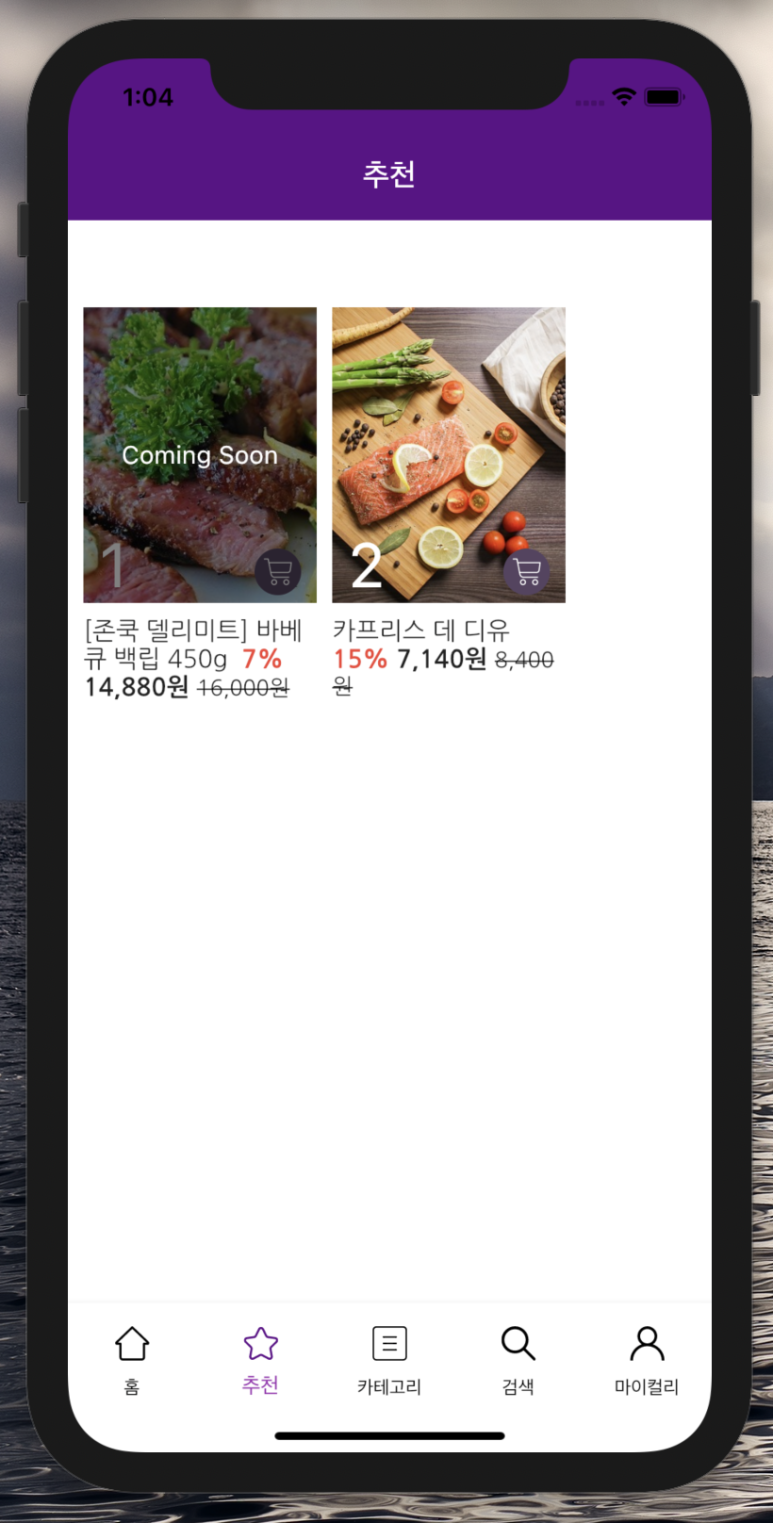 1:04
추천
Coming Soon
1
2
[존쿡 델리미트] 바베
큐 백립 450g 7%
14,880원 16,000원
카프리스 데 디유
15% 7,140원 8,400
원
홈
추천
카테고리
검색
마이컬리